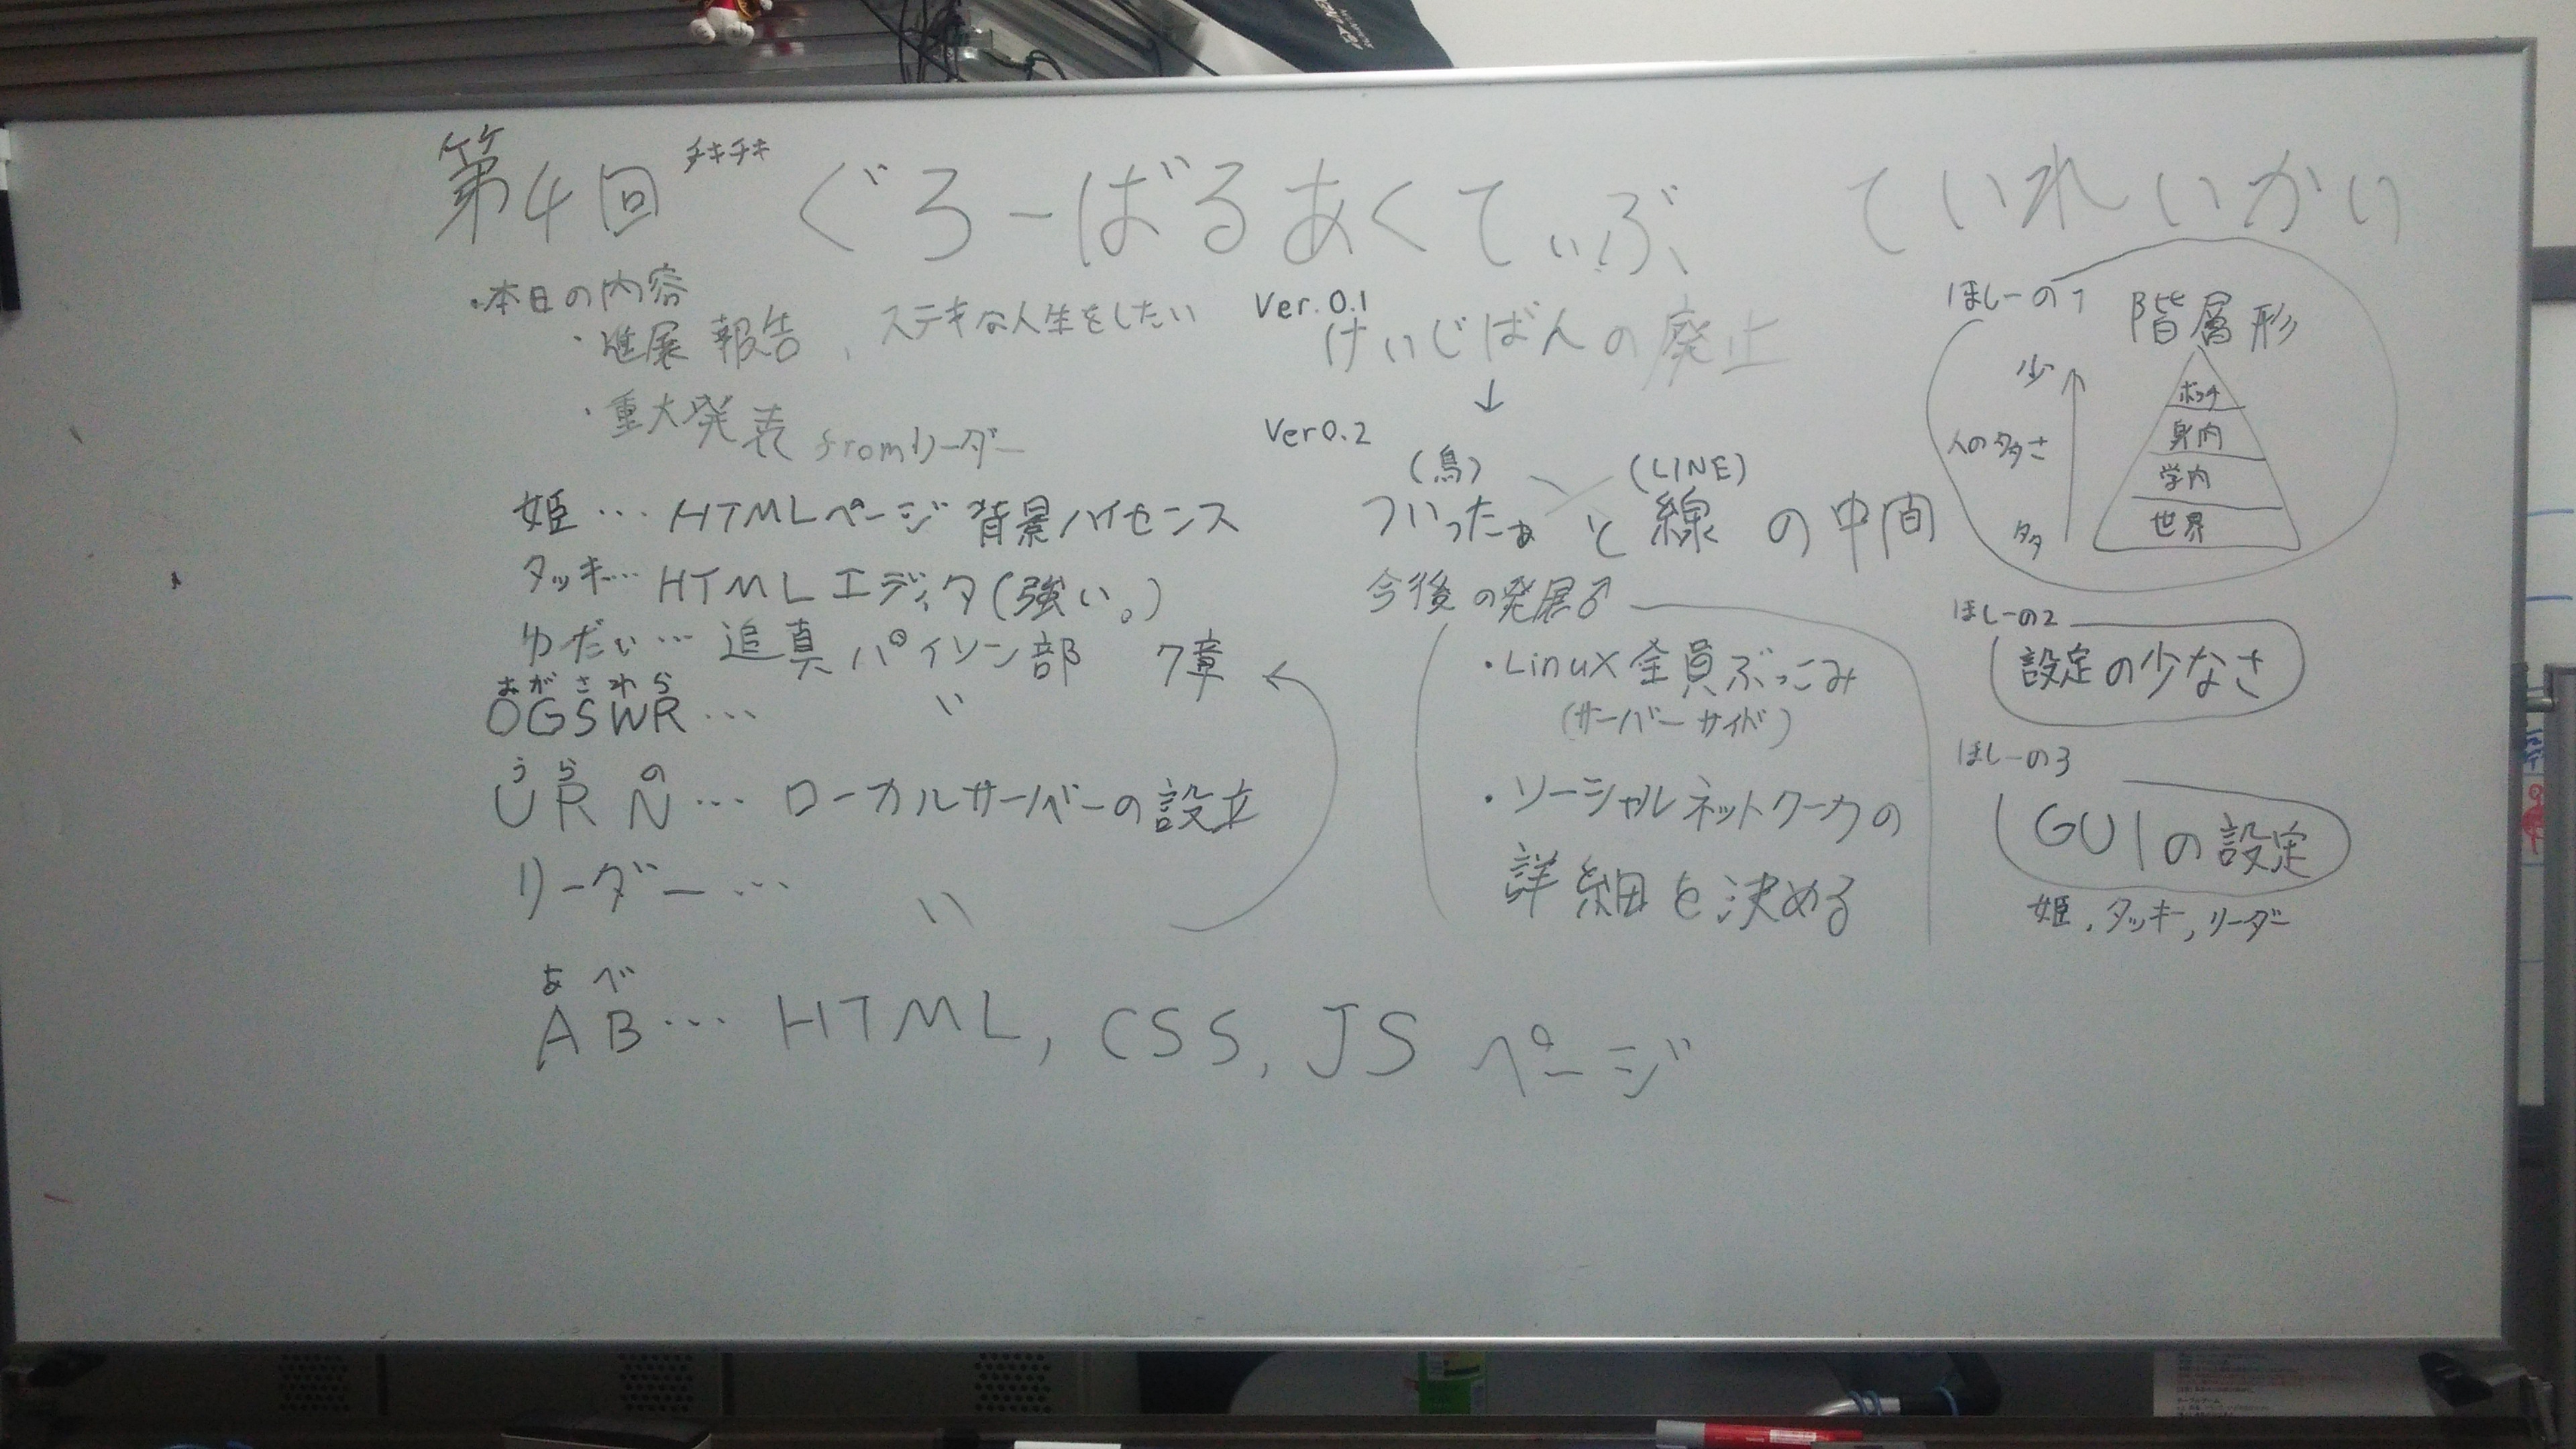 第4回 チキチキ ぐろーばるあくてぃぶ ていれいかい
・本日の内容
・進展報告、ステキな人生をしたい
・重大発表 fromリーダー
姫… HTMLページ 背景ハイセンス
タッキー… HTMLエディタ(強い。)
ゆだい… 追真パイソン部 7章
おがさわら
OGSWR… 〃
うらの
URN… ローカルサーバーの設立
リーダー… 〃
あべ
AB… HTML, CSS, JS ページ
Ver.0.1
けいじばんの廃止
↓
Ver0.2
(鳥) (LINE)
ついったぁ と 線 の中間
今後の発展♂
・Linux全員ぶっこみ
(サーバーサイド)
・ソーシャルネットワークの
詳細を決める
ほしーの1
階層形
少
人の多さ
多
ボッチ
身内
学内
世界
ほしーの2
設定の少なさ
ほしーの3
GUIの設定
姫, タッキー, リーダー